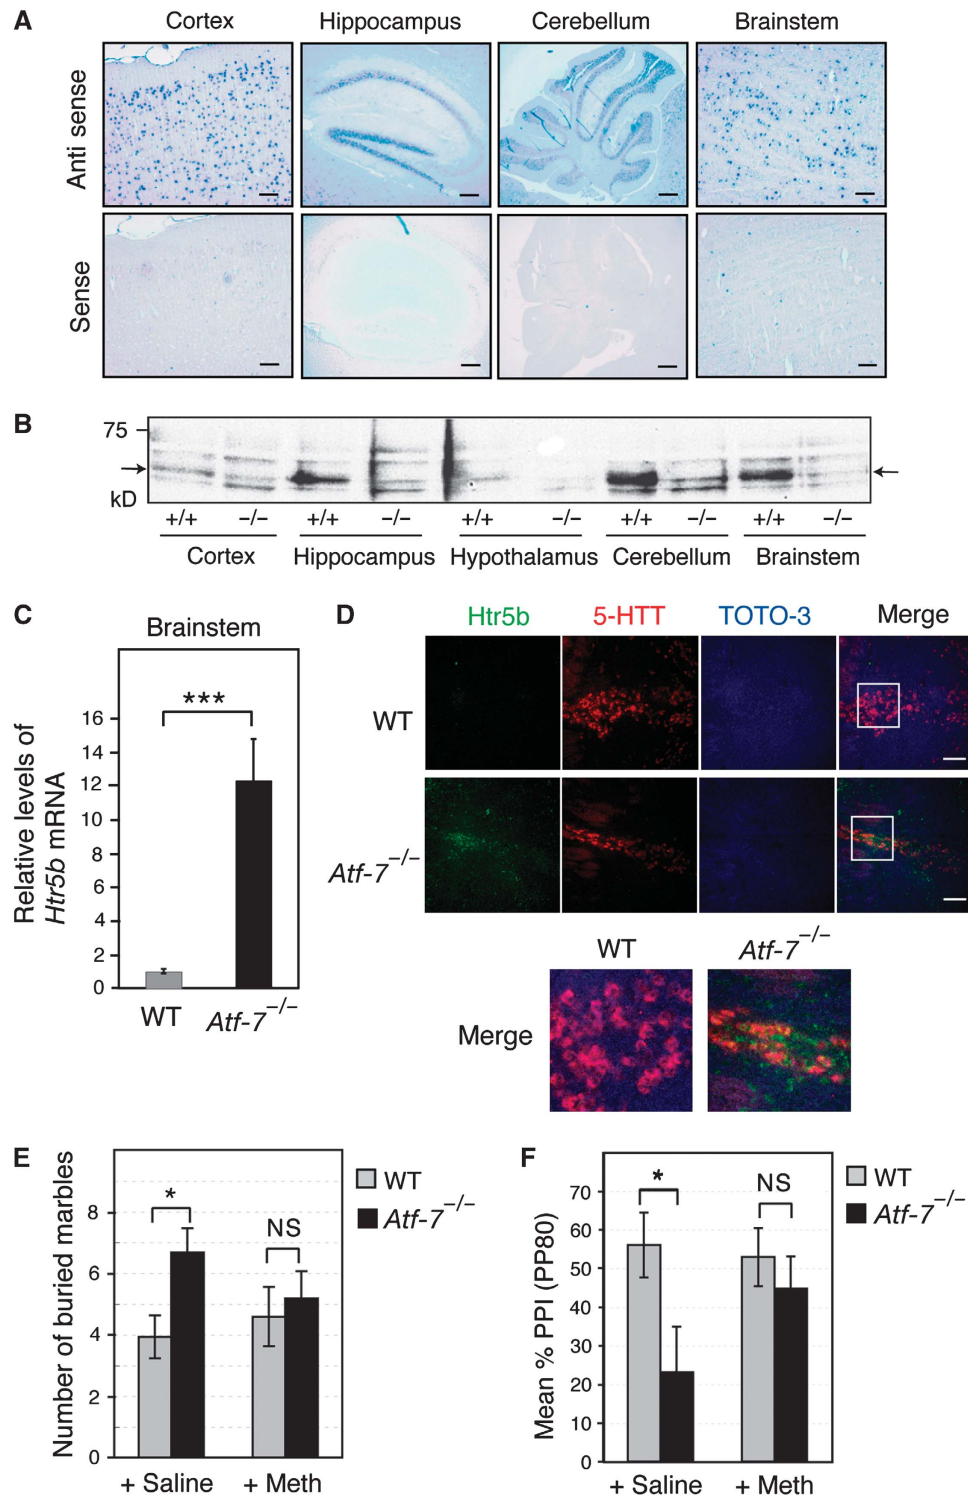 A
Cortex
Hippocampus
Cerebellum
Brainstem
Anti sense
Sense
B
75
kD
+/+ −/− +/+ −/− +/+ −/− +/+ −/− +/+ −/−
Cortex Hippocampus Hypothalamus Cerebellum Brainstem
C
Brainstem
Relative levels of
Htr5b mRNA
16
14
12
10
8
6
4
2
0
***
WT
Atf-7−/−
D
Htr5b
5-HTT
TOTO-3
Merge
WT
Atf-7−/−
WT
Atf-7−/−
Merge
E
Number of buried marbles
8
6
4
2
0
*
NS
WT
Atf-7−/−
+ Saline
+ Meth
F
Mean % PPI (PP80)
70
60
50
40
30
20
10
0
*
NS
WT
Atf-7−/−
+ Saline
+ Meth